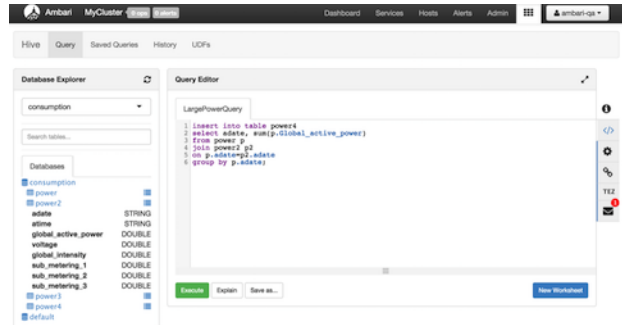 Ambari MyCluster 0 ops 0 alerts Dashboard Services Hosts Alerts Admin ambari-qa
Hive Query Saved Queries History UDFs
Database Explorer
consumption
Search tables...
Databases
consumption
power
power2
adate STRING
atime STRING
global_active_power DOUBLE
voltage DOUBLE
global_intensity DOUBLE
sub_metering_1 DOUBLE
sub_metering_2 DOUBLE
sub_metering_3 DOUBLE
power3
power4
default
Query Editor
LargePowerQuery
1 insert into table power4
2 select adate, sum(p.Global_active_power)
3 from power p
4 join power2 p2
5 on p.adate=p2.adate
6 group by p.adate;
Execute Explain Save as... New Worksheet
TEZ
1